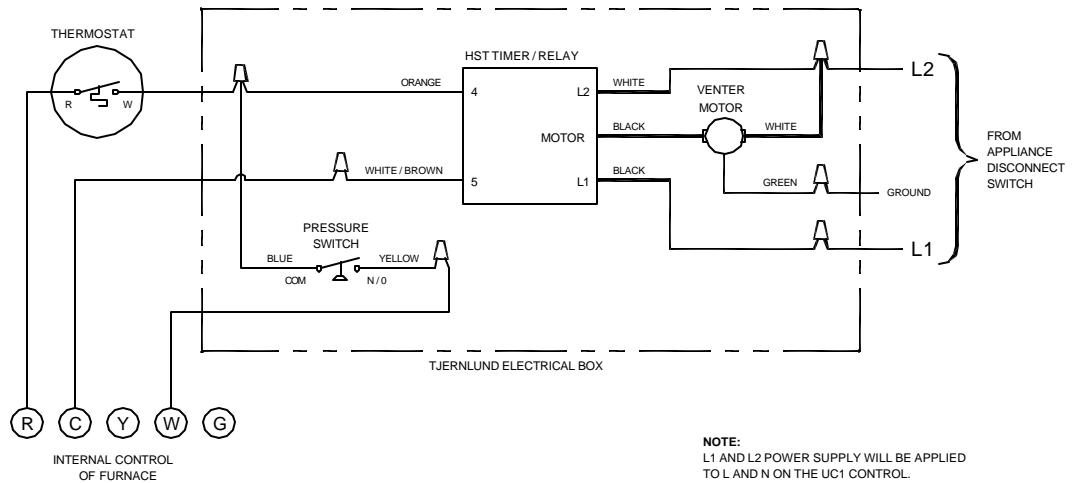 THERMOSTAT
R W
HST TIMER / RELAY
ORANGE
4
L2
WHITE
VENTER
MOTOR
L2
MOTOR
BLACK
WHITE
FROM
APPLIANCE
DISCONNECT
SWITCH
WHITE / BROWN
5
L1
BLACK
GREEN
GROUND
PRESSURE
SWITCH
BLUE
YELLOW
COM
N / 0
L1
TJERNLUND ELECTRICAL BOX
R C Y W G
INTERNAL CONTROL
OF FURNACE
NOTE:
L1 AND L2 POWER SUPPLY WILL BE APPLIED
TO L AND N ON THE UC1 CONTROL.